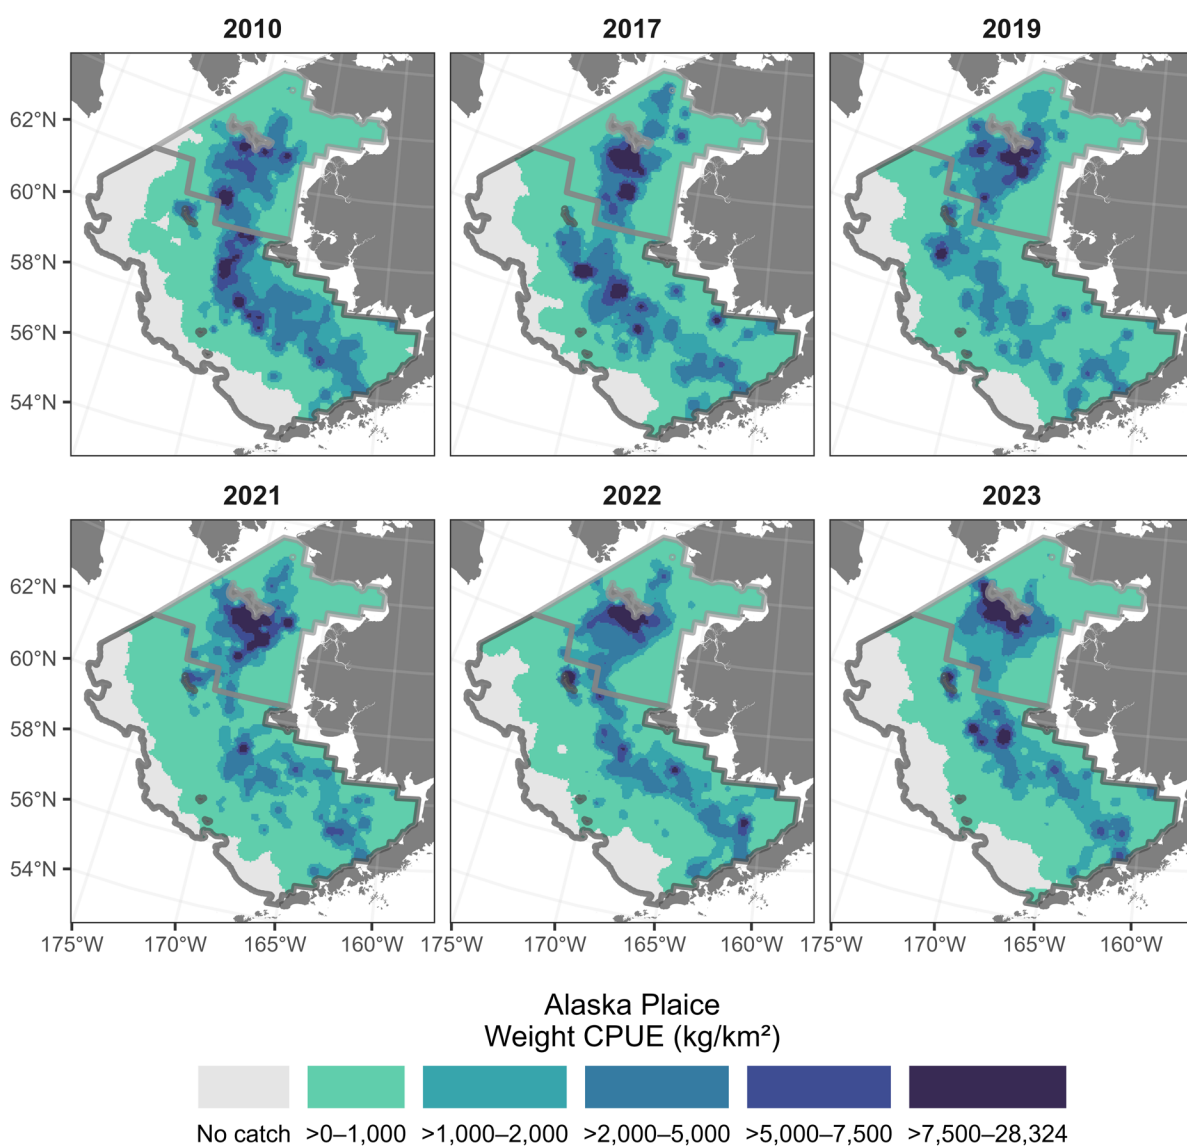 2010 2017 2019
62°N
60°N
58°N
56°N
54°N
2021 2022 2023
62°N
60°N
58°N
56°N
54°N
175°W 170°W 165°W 160°W 175°W 170°W 165°W 160°W 175°W 170°W 165°W 160°W
Alaska Plaice
Weight CPUE (kg/km²)
No catch >0–1,000 >1,000–2,000 >2,000–5,000 >5,000–7,500 >7,500–28,324